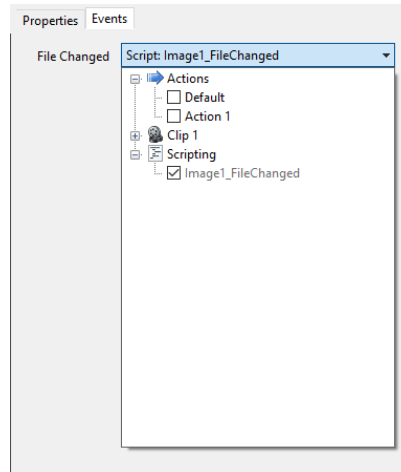 Properties Events
File Changed Script: Image1_FileChanged
Actions
Default
Action 1
Clip 1
Scripting
Image1_FileChanged